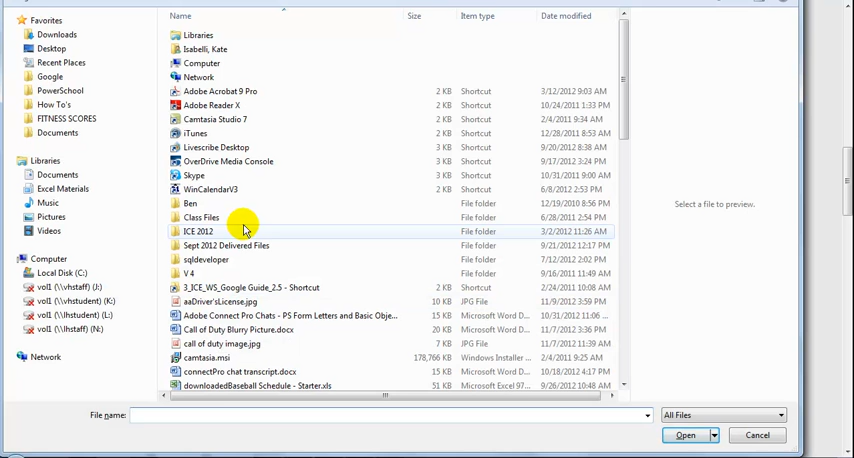 Name Size Item type Date modified
Favorites
Downloads
Desktop
Recent Places
Google
PowerSchool
How To's
FITNESS SCORES
Documents
Libraries
Documents
Excel Materials
Music
Pictures
Videos
Computer
Local Disk (C:)
vol1 (\\vhstaff) (J:)
vol1 (\\vhstudent) (K:)
vol1 (\\lhstudent) (L:)
vol1 (\\lhstaff) (N:)
Network
Libraries
Isabelli, Kate
Computer
Network
Adobe Acrobat 9 Pro 2 KB Shortcut 3/12/2012 9:03 AM
Adobe Reader X 2 KB Shortcut 10/24/2011 1:33 PM
Camtasia Studio 7 2 KB Shortcut 2/4/2011 9:34 AM
iTunes 2 KB Shortcut 12/28/2011 8:53 AM
Livescribe Desktop 2 KB Shortcut 9/20/2012 8:38 AM
OverDrive Media Console 2 KB Shortcut 9/17/2012 3:24 PM
Skype 2 KB Shortcut 10/31/2011 9:00 AM
WinCalendarV3 2 KB Shortcut 6/8/2012 2:53 PM
Ben File folder 12/19/2010 8:56 PM
Class Files File folder 6/28/2011 2:54 PM
ICE 2012 File folder 3/2/2012 11:26 AM
Sept 2012 Delivered Files File folder 9/21/2012 12:17 PM
sqldeveloper File folder 7/12/2012 2:02 PM
V 4 File folder 9/16/2011 11:49 AM
3_ICE_WS_Google Guide_2.5 - Shortcut 2 KB Shortcut 2/24/2011 10:08 AM
aaDriver'sLicense.jpg 10 KB JPG File 11/9/2012 3:59 PM
Adobe Connect Pro Chats - PS Form Letters and Basic Obje... 15 KB Microsoft Word D... 10/31/2012 11:06 ...
Call of Duty Blurry Picture.docx 20 KB Microsoft Word D... 11/7/2012 3:36 PM
call of duty image.jpg 7 KB JPG File 11/7/2012 11:39 AM
camtasia.msi 178,766 KB Windows Installer ... 2/4/2011 9:25 AM
connectPro chat transcript.docx 16 KB Microsoft Word D... 10/18/2012 4:17 PM
downloadedBaseball Schedule - Starter.xls 51 KB Microsoft Excel 97... 9/26/2012 10:48 AM
Select a file to preview.
File name: All Files
Open Cancel